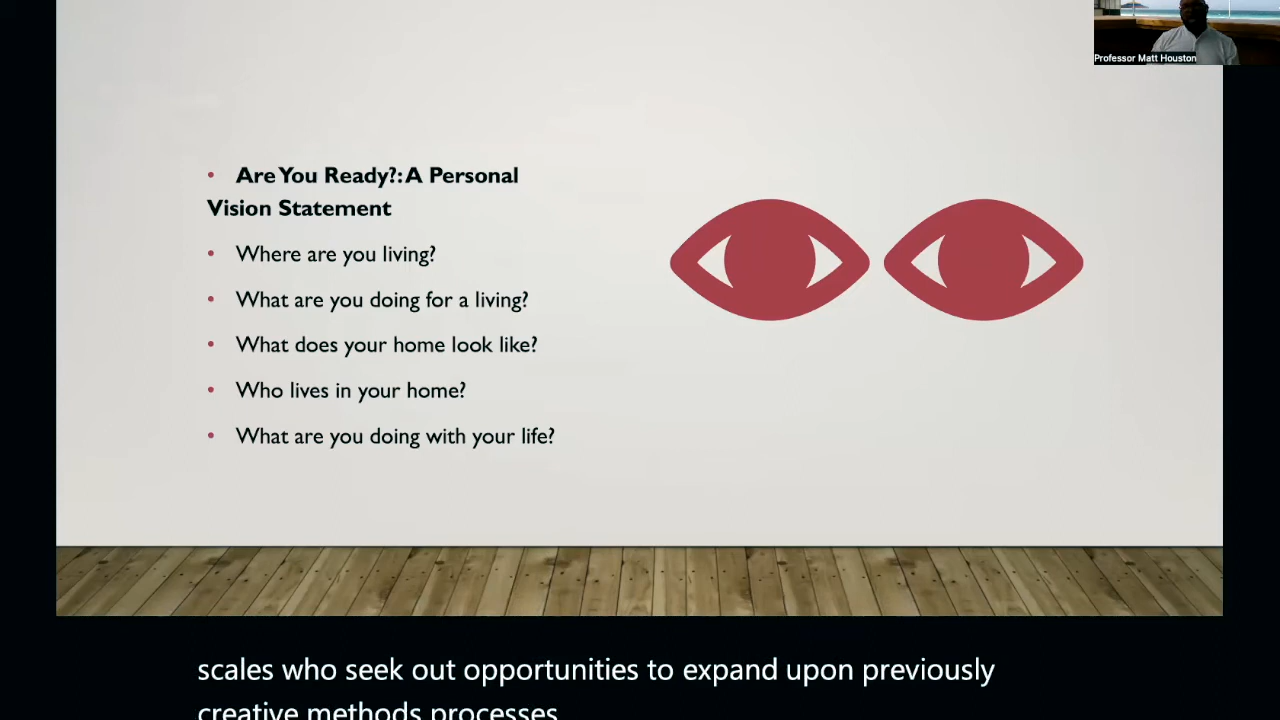 Professor Matt Houston
• Are You Ready?: A Personal
Vision Statement
• Where are you living?
• What are you doing for a living?
• What does your home look like?
• Who lives in your home?
• What are you doing with your life?
scales who seek out opportunities to expand upon previously
creative methods processes